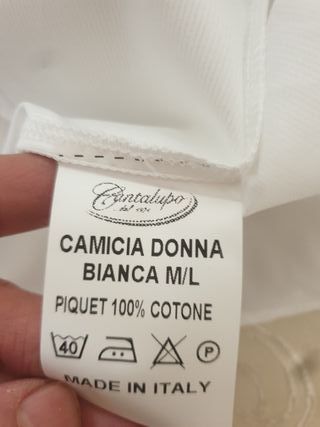 Cantalupo
CAMICIA DONNA
BIANCA M/L
PIQUET 100% COTONE
40 P
MADE IN ITALY